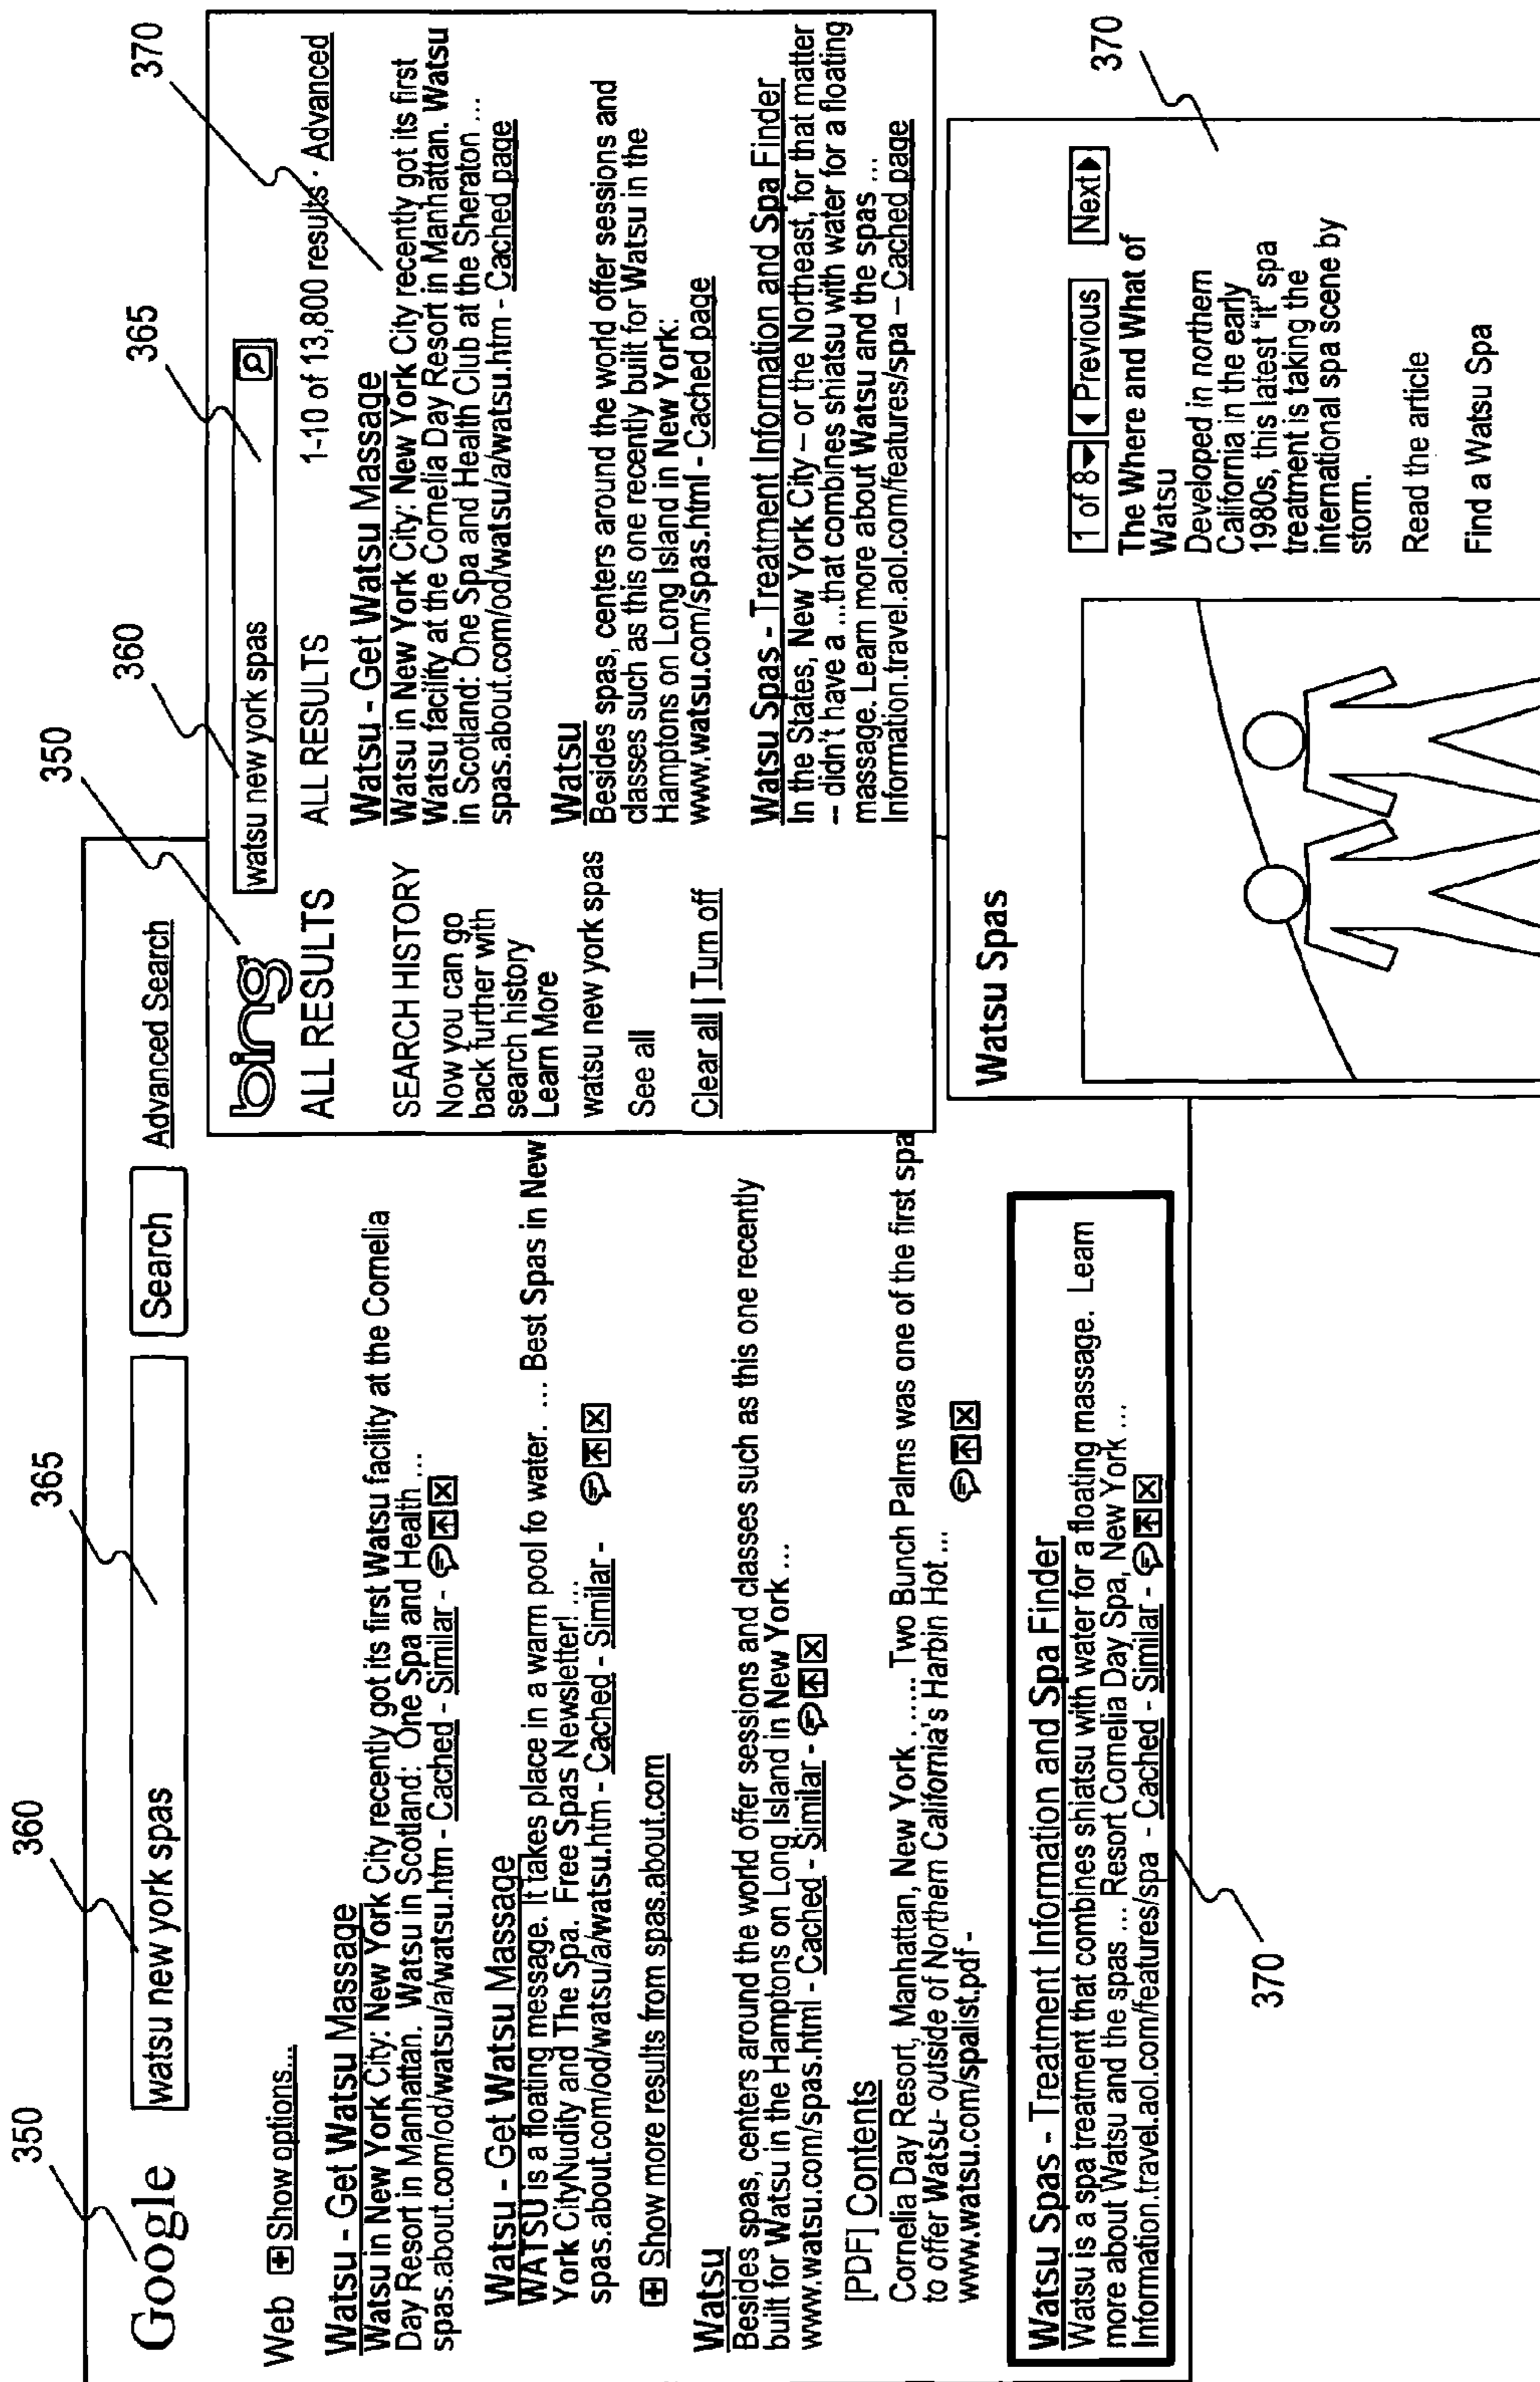 350
360
365
Google
watsu new york spas
Search
Advanced Search
Web
Show options...
Watsu - Get Watsu Massage
Watsu in New York City: New York City recently got its first Watsu facility at the Cornelia
Day Resort in Manhattan. Watsu in Scotland: One Spa and Health ...
spas.about.com/od/watsu/a/watsu.htm - Cached - Similar -
Watsu - Get Watsu Massage
WATSU is a floating message. It takes place in a warm pool fo water. ... Best Spas in New
York CityNudity and The Spa. Free Spas Newsletter! ...
spas.about.com/od/watsu/a/watsu.htm - Cached - Similar -
Show more results from spas.about.com
Watsu
Besides spas, centers around the world offer sessions and classes such as this one recently
built for Watsu in the Hamptons on Long Island in New York ...
www.watsu.com/spas.html - Cached - Similar -
[PDF] Contents
Cornelia Day Resort, Manhattan, New York ...... Two Bunch Palms was one of the first spa
to offer Watsu- outside of Northern California's Harbin Hot ...
www.watsu.com/spalist.pdf -
Watsu Spas - Treatment Information and Spa Finder
Watsu is a spa treatment that combines shiatsu with water for a floating massage. Learn
more about Watsu and the spas ... Resort Cornelia Day Spa, New York ...
Information.travel.aol.com/features/spa - Cached - Similar -
370
350
360
365
370
bing
watsu new york spas
ALL RESULTS
ALL RESULTS
1-10 of 13,800 results · Advanced
SEARCH HISTORY
Now you can go
back further with
search history
Learn More
watsu new york spas
See all
Clear all | Turn off
Watsu - Get Watsu Massage
Watsu in New York City: New York City recently got its first
Watsu facility at the Cornelia Day Resort in Manhattan. Watsu
in Scotland: One Spa and Health Club at the Sheraton ...
spas.about.com/od/watsu/a/watsu.htm - Cached page
Watsu
Besides spas, centers around the world offer sessions and
classes such as this one recently built for Watsu in the
Hamptons on Long Island in New York:
www.watsu.com/spas.html - Cached page
Watsu Spas - Treatment Information and Spa Finder
In the States, New York City – or the Northeast, for that matter
-- didn't have a ...that combines shiatsu with water for a floating
massage. Learn more about Watsu and the spas ...
Information.travel.aol.com/features/spa – Cached page
370
Watsu Spas
1 of 8
Previous
Next
The Where and What of
Watsu
Developed in northern
California in the early
1980s, this latest "it" spa
treatment is taking the
international spa scene by
storm.
Read the article
Find a Watsu Spa